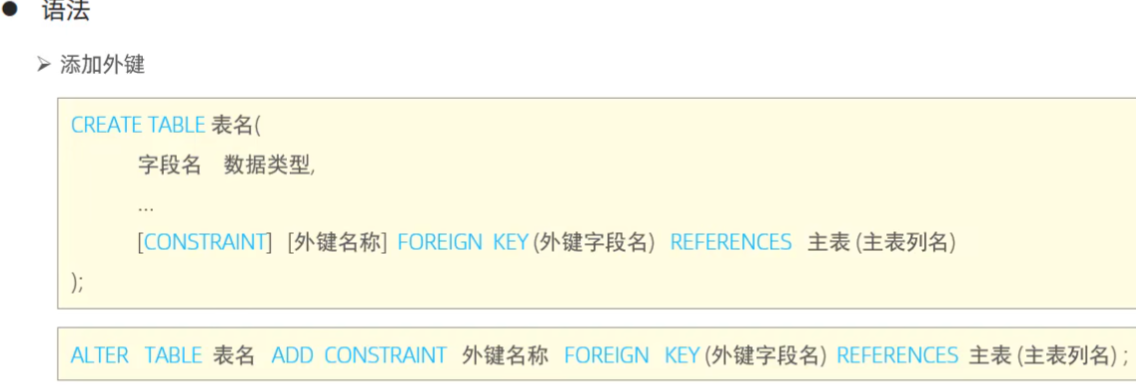 语法
添加外键
CREATE TABLE 表名(
字段名 数据类型,
...
[CONSTRAINT] [外键名称] FOREIGN KEY (外键字段名) REFERENCES 主表 (主表列名)
);
ALTER TABLE 表名 ADD CONSTRAINT 外键名称 FOREIGN KEY (外键字段名) REFERENCES 主表 (主表列名) ;